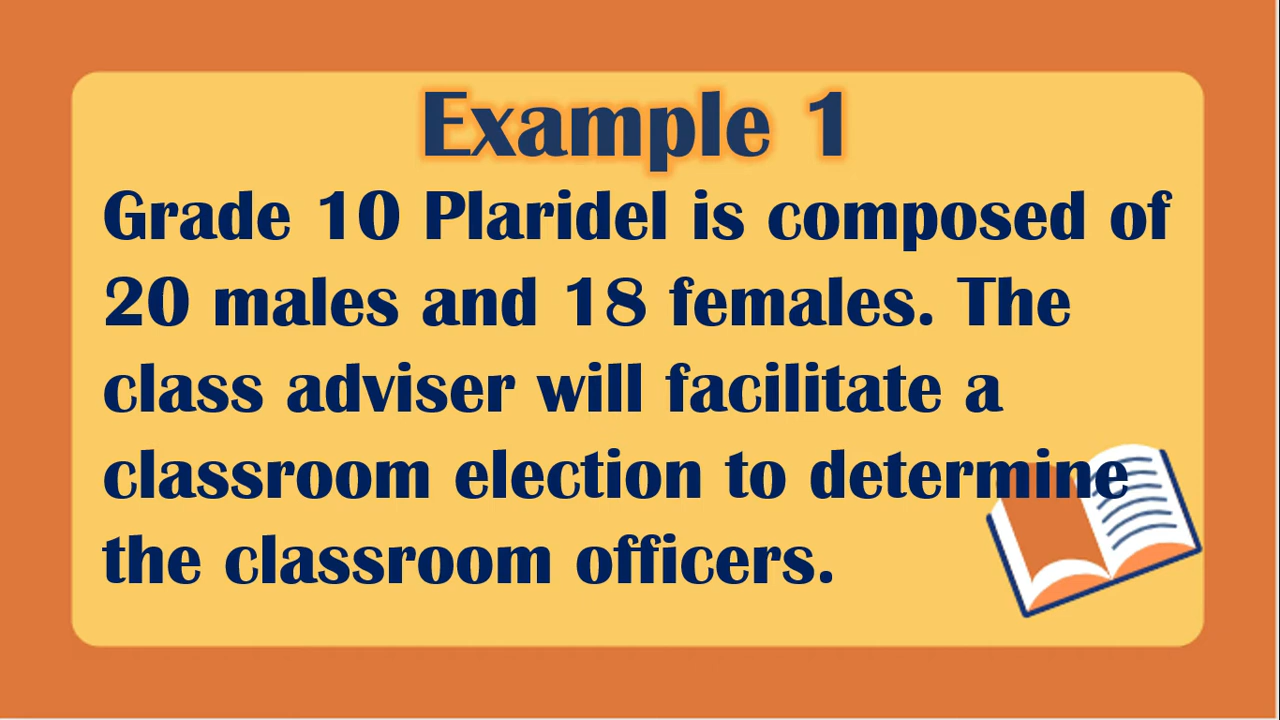 Example 1
Grade 10 Plaridel is composed of
20 males and 18 females. The
class adviser will facilitate a
classroom election to determine
the classroom officers.